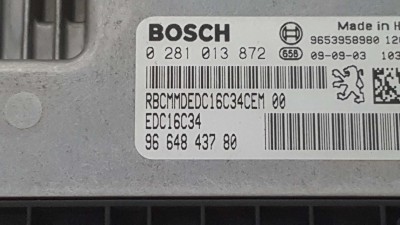 BOSCH
Made in H
0 281 013 872
658
9653958980 12
09-09-03 103
RBCMMDEDC16C34CEM 00
EDC16C34
96 648 437 80